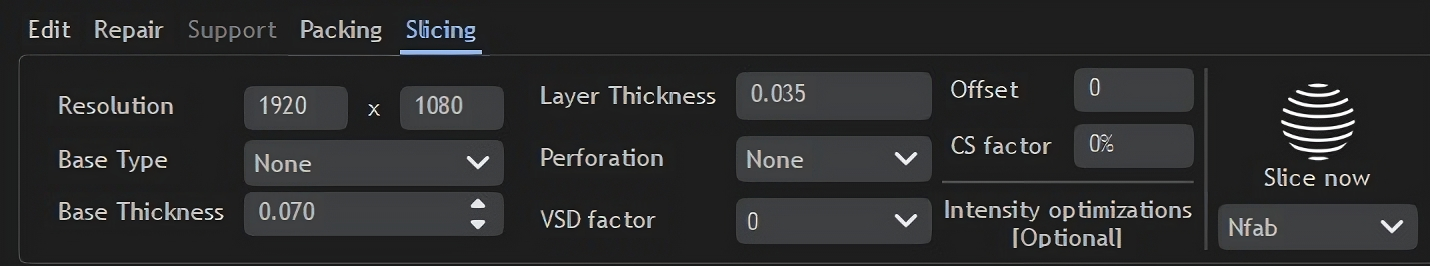 Edit Repair Support Packing Slicing
Resolution 1920 x 1080
Base Type None
Base Thickness 0.070
Layer Thickness 0.035
Perforation None
VSD factor 0
Offset 0
CS factor 0%
Intensity optimizations
[Optional]
Slice now
Nfab